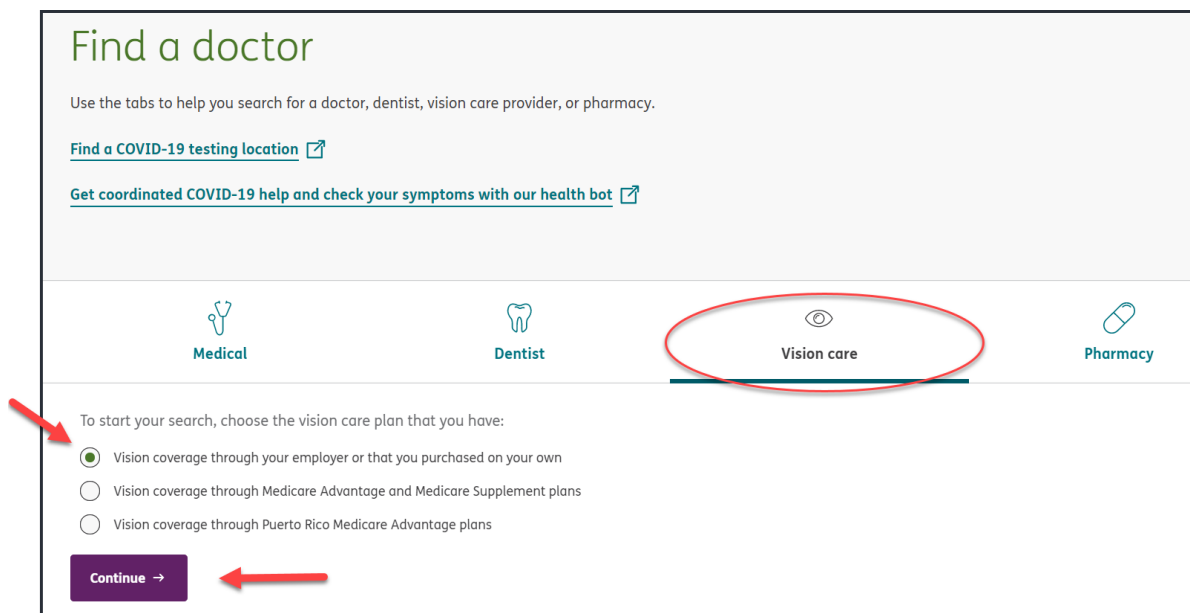 Find a doctor
Use the tabs to help you search for a doctor, dentist, vision care provider, or pharmacy.
Find a COVID-19 testing location
Get coordinated COVID-19 help and check your symptoms with our health bot
Medical
Dentist
Vision care
Pharmacy
To start your search, choose the vision care plan that you have:
Vision coverage through your employer or that you purchased on your own
Vision coverage through Medicare Advantage and Medicare Supplement plans
Vision coverage through Puerto Rico Medicare Advantage plans
Continue →